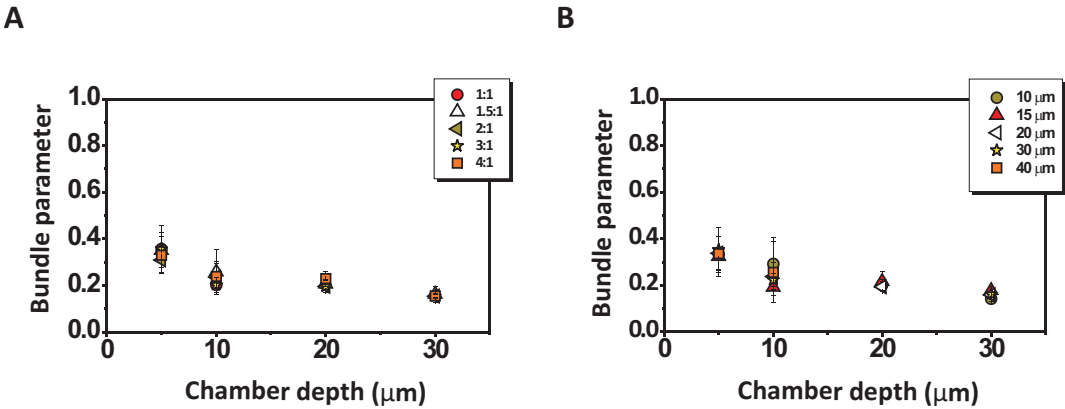 A
Bundle parameter
1.0
0.8
0.6
0.4
0.2
0.0
0
10
20
30
Chamber depth (μm)
1:1
1.5:1
2:1
3:1
4:1
B
Bundle parameter
1.0
0.8
0.6
0.4
0.2
0.0
0
10
20
30
Chamber depth (μm)
10 μm
15 μm
20 μm
30 μm
40 μm